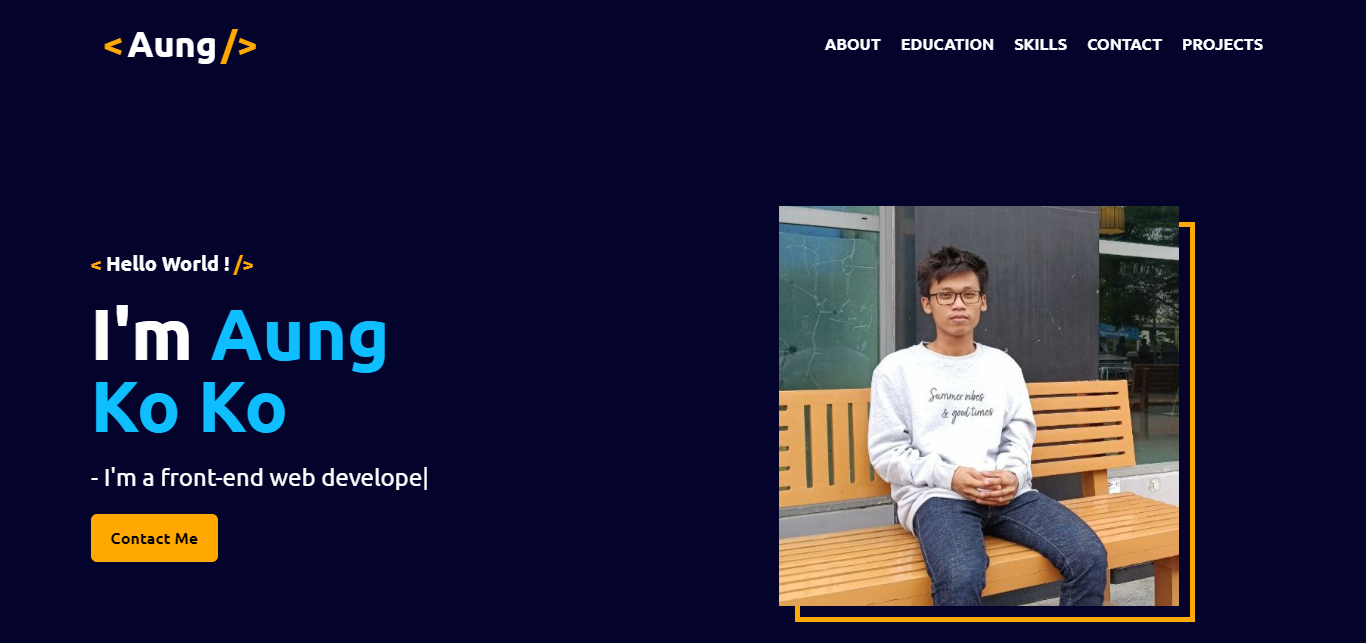 < Aung />
ABOUT EDUCATION SKILLS CONTACT PROJECTS
< Hello World ! />
I'm Aung
Ko Ko
- I'm a front-end web develope|
Contact Me
Summer vibes
& good times